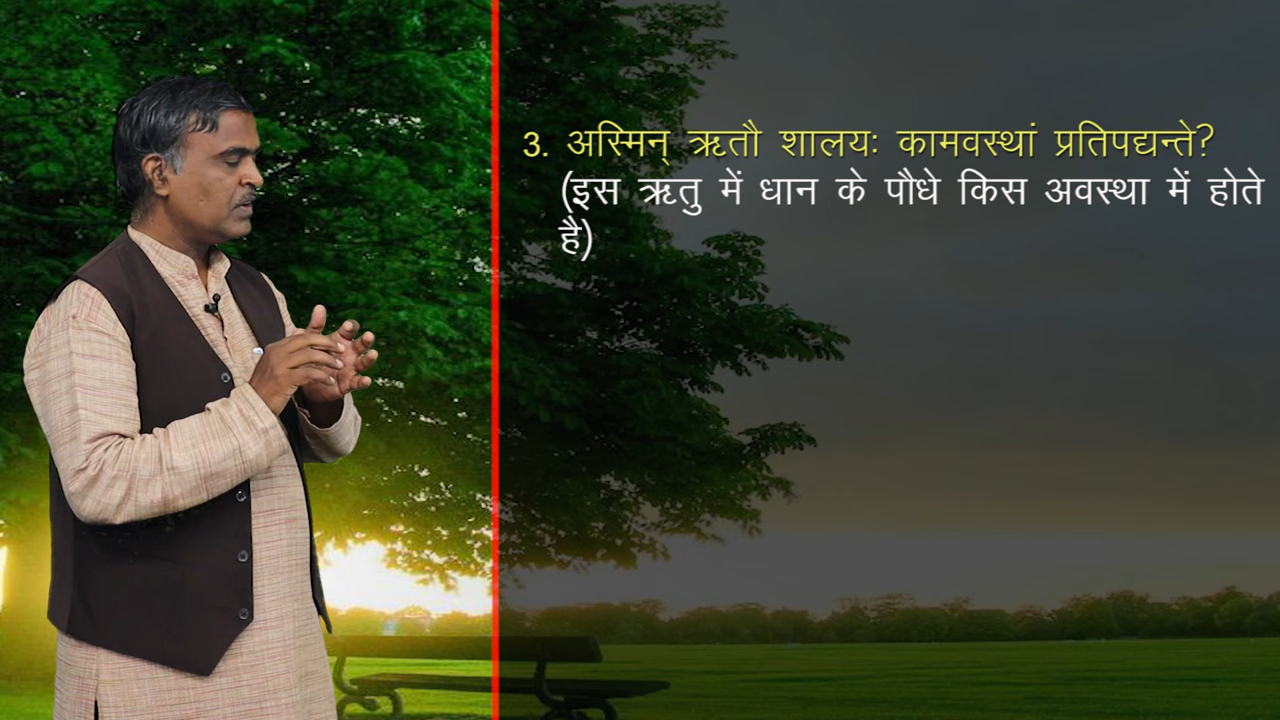 3. अस्मिन् ऋतौ शालयः कामवस्थां प्रतिपद्यन्ते?
(इस ऋतु में धान के पौधे किस अवस्था में होते
हैं)